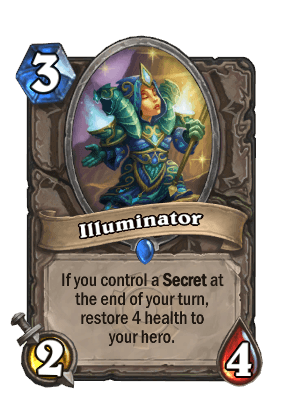 3
Illuminator
If you control a Secret at
the end of your turn,
restore 4 health to
your hero.
2
4